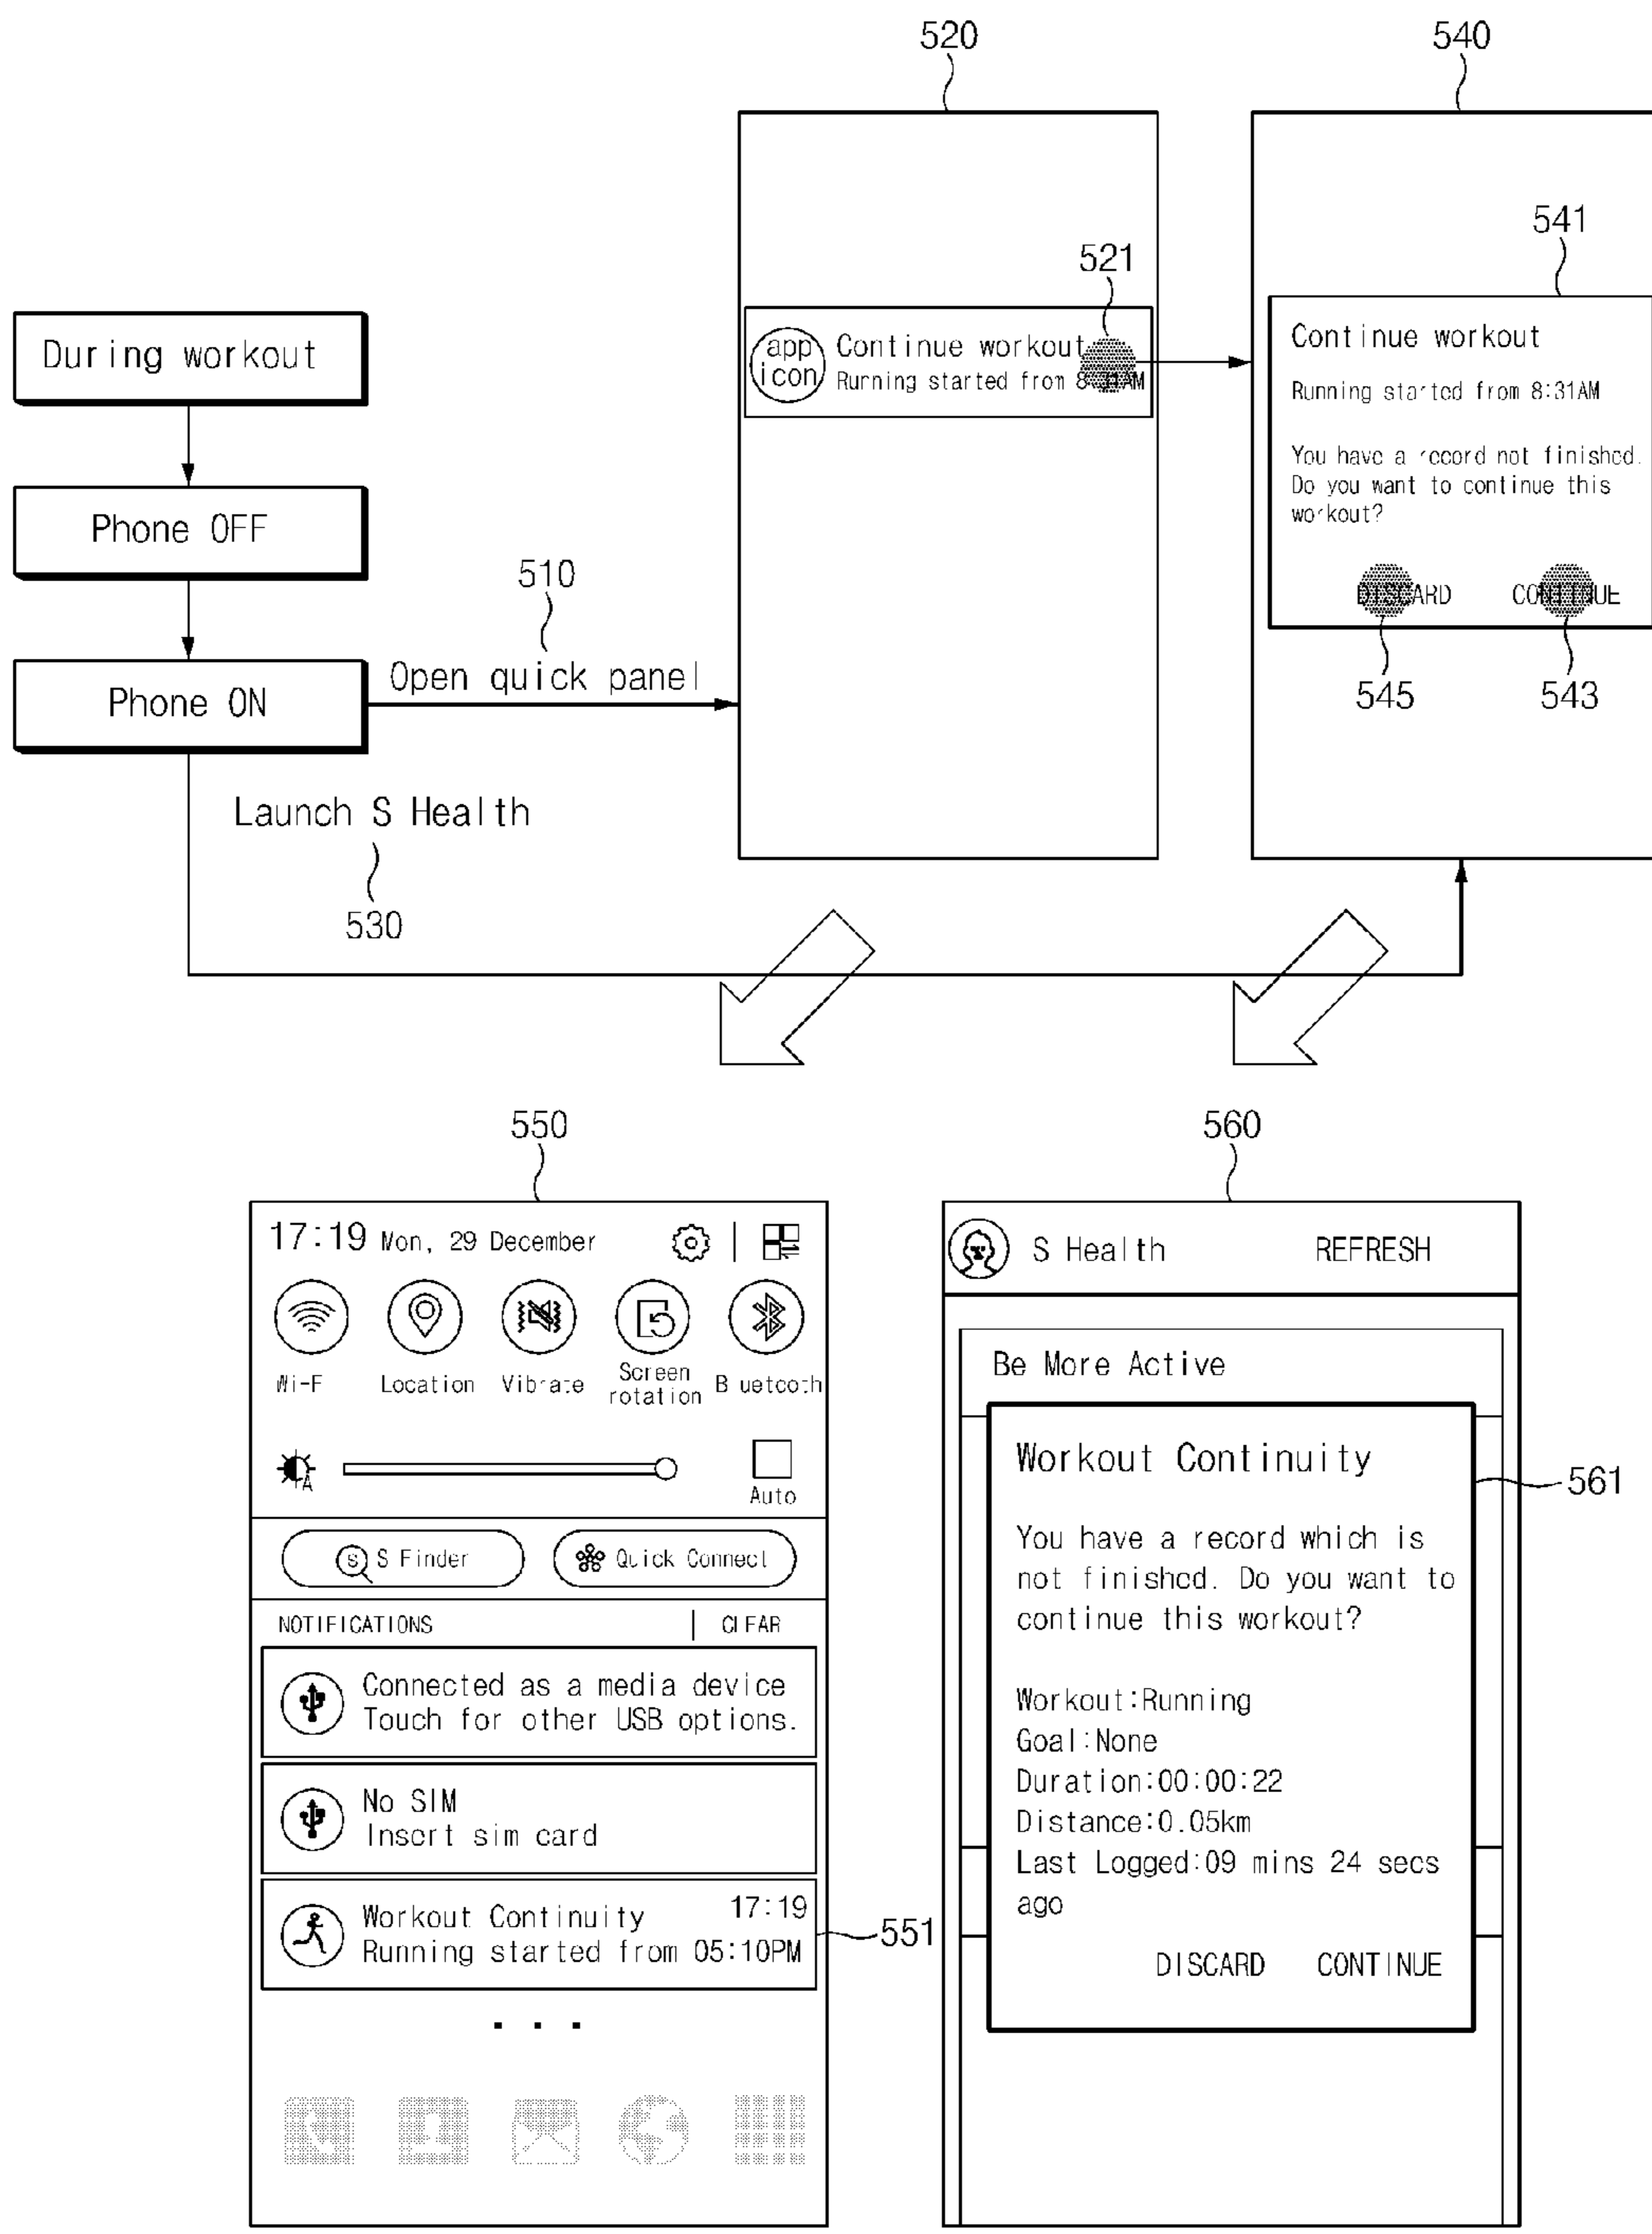 520
540
541
521
During workout
app
icon
Continue workout
Running started from 8:31AM
Continue workout
Running started from 8:31AM
You have a record not finished.
Do you want to continue this
workout?
Phone OFF
510
DISCARD
CONTINUE
Open quick panel
545
543
Phone ON
Launch S Health
530
550
560
17:19 Mon, 29 December
Wi-F
Location
Vibrate
Screen
rotation
Bluetooth
A
Auto
S
S Finder
Quick Connect
NOTIFICATIONS
CLEAR
Connected as a media device
Touch for other USB options.
No SIM
Insert sim card
Workout Continuity
17:19
Running started from 05:10PM
551
S Health
REFRESH
Be More Active
Workout Continuity
561
You have a record which is
not finished. Do you want to
continue this workout?
Workout:Running
Goal:None
Duration:00:00:22
Distance:0.05km
Last Logged:09 mins 24 secs
ago
DISCARD
CONTINUE